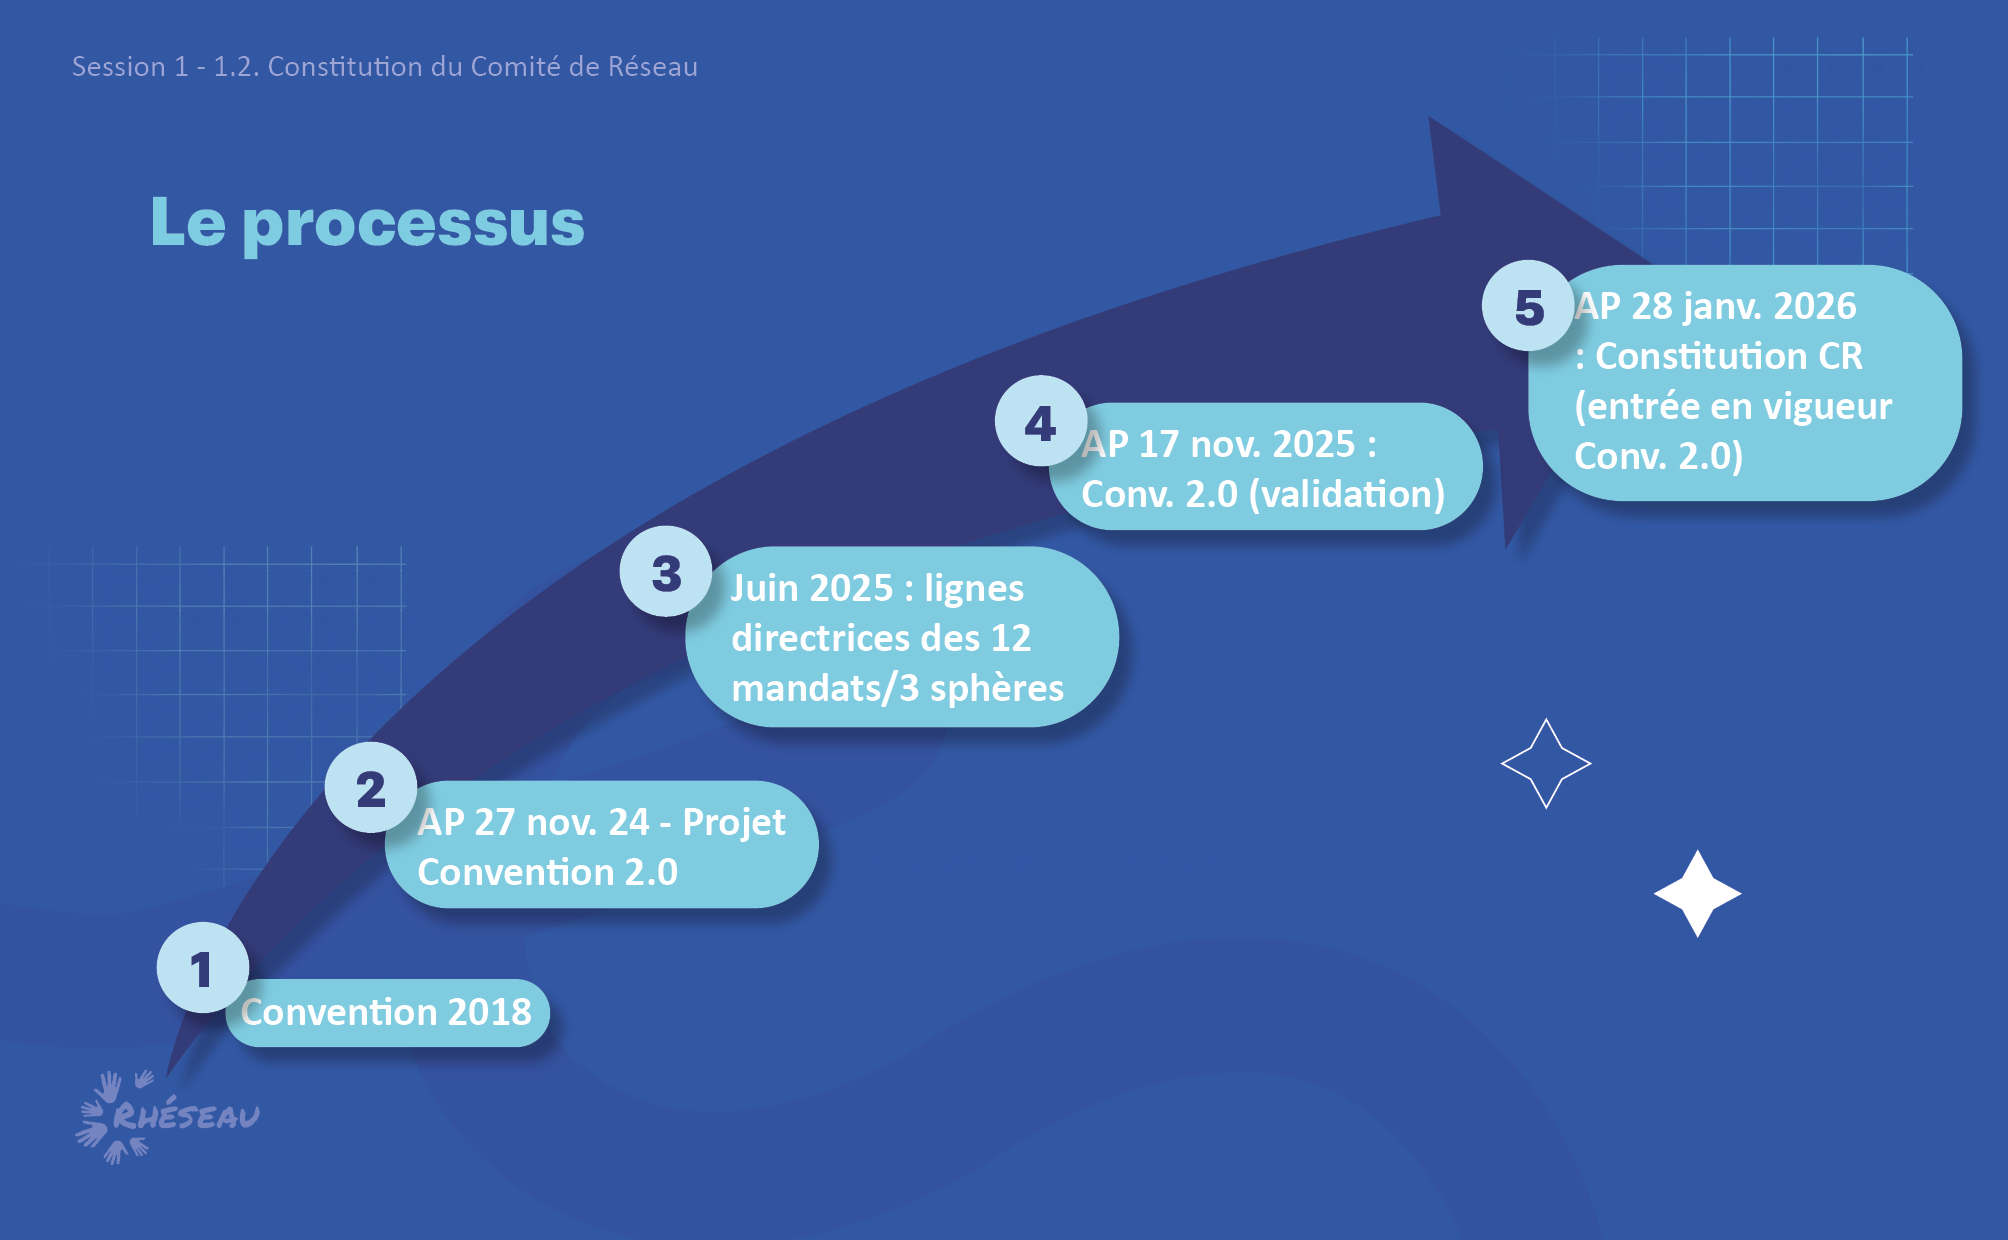 Session 1 - 1.2. Constitution du Comité de Réseau
Le processus
1
Convention 2018
2
AP 27 nov. 24 - Projet
Convention 2.0
3
Juin 2025 : lignes
directrices des 12
mandats/3 sphères
4
AP 17 nov. 2025 :
Conv. 2.0 (validation)
5
AP 28 janv. 2026
: Constitution CR
(entrée en vigueur
Conv. 2.0)
RHÉSEAU